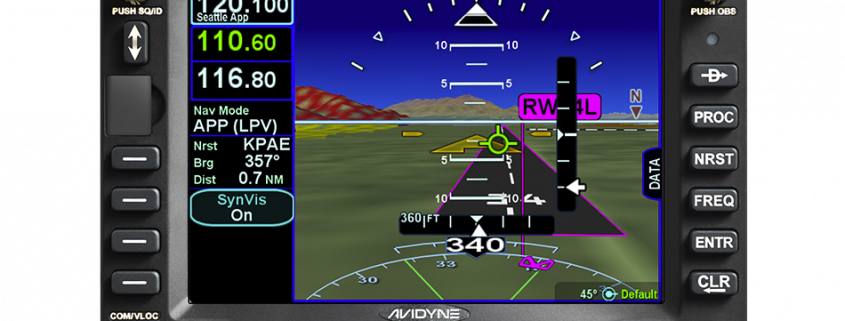 PUSH SQ/ID
PUSH OBS
120.100
Seattle App
110.60
116.80
Nav Mode
APP (LPV)
Nrst KPAE
Brg 357°
Dist 0.7 NM
SynVis
On
10 10
5 5
N
5 5
10 10
360 FT
340
30
33
45° Default
DATA
PROC
NRST
FREQ
ENTR
CLR
COM/VLOC
AVIDYNE